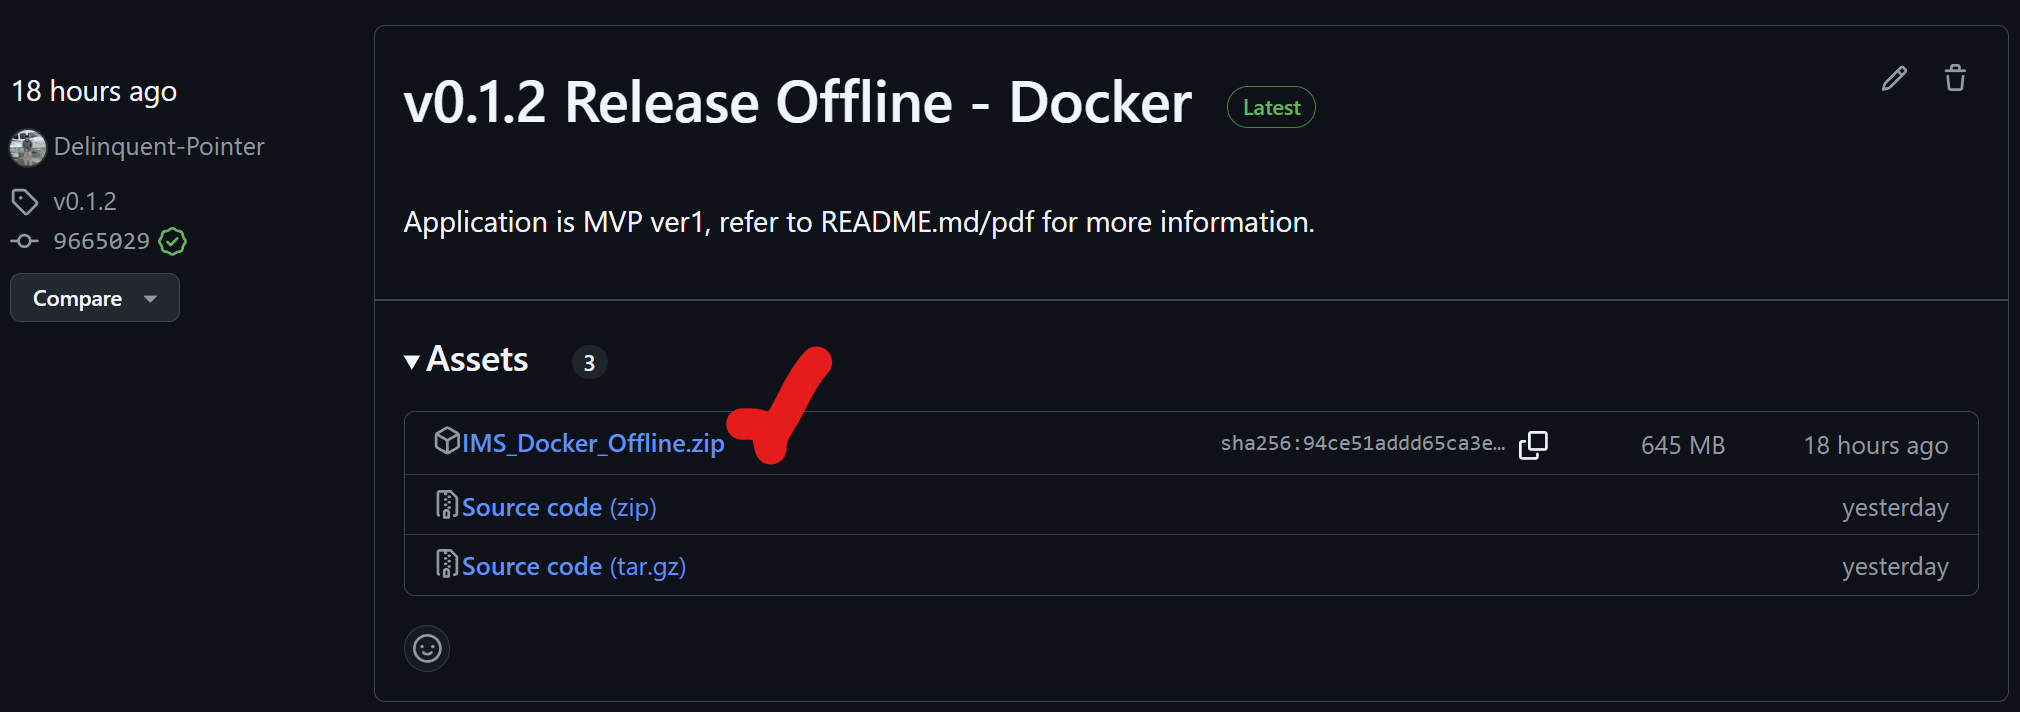 18 hours ago
Delinquent-Pointer
v0.1.2
9665029
Compare
v0.1.2 Release Offline - Docker
Latest
Application is MVP ver1, refer to README.md/pdf for more information.
Assets 3
IMS_Docker_Offline.zip sha256:94ce51addd65ca3e… 645 MB 18 hours ago
Source code (zip) yesterday
Source code (tar.gz) yesterday